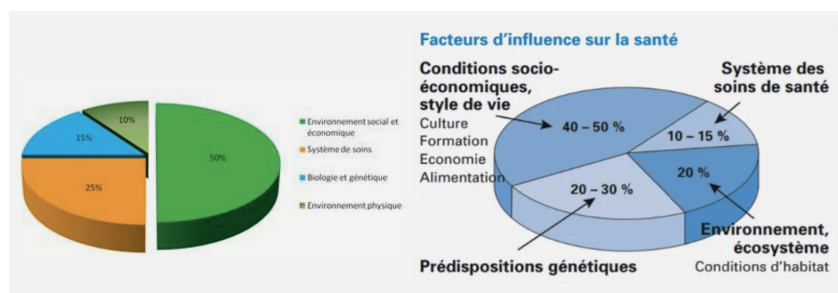 10%
15%
50%
25%
Environnement social et
économique
Système de soins
Biologie et génétique
Environnement physique
Facteurs d'influence sur la santé
Conditions socio-
économiques,
style de vie
Culture
Formation
Economie
Alimentation
Système des
soins de santé
40 – 50 %
10 – 15 %
20 %
20 – 30 %
Environnement,
écosystème
Conditions d'habitat
Prédispositions génétiques